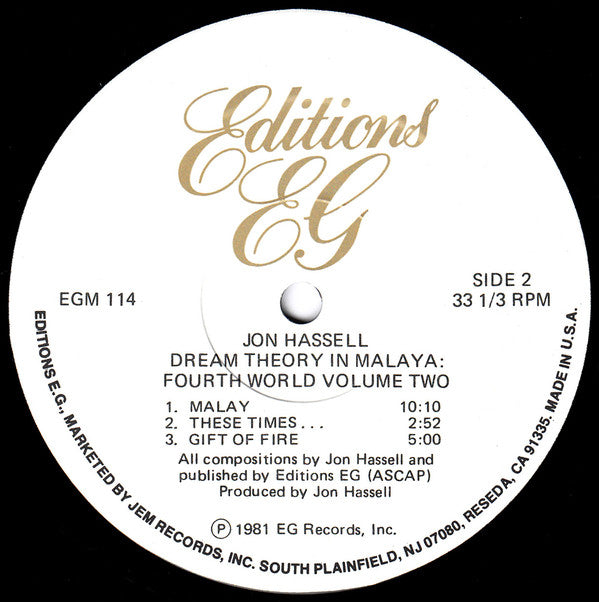 Editions
EG
EGM 114
SIDE 2
33 1/3 RPM
JON HASSELL
DREAM THEORY IN MALAYA:
FOURTH WORLD VOLUME TWO
1. MALAY 10:10
2. THESE TIMES... 2:52
3. GIFT OF FIRE 5:00
All compositions by Jon Hassell and
published by Editions EG (ASCAP)
Produced by Jon Hassell
℗ 1981 EG Records, Inc.
EDITIONS E.G., MARKETED BY JEM RECORDS, INC. SOUTH PLAINFIELD, NJ 07080, RESEDA, CA 91335. MADE IN U.S.A.